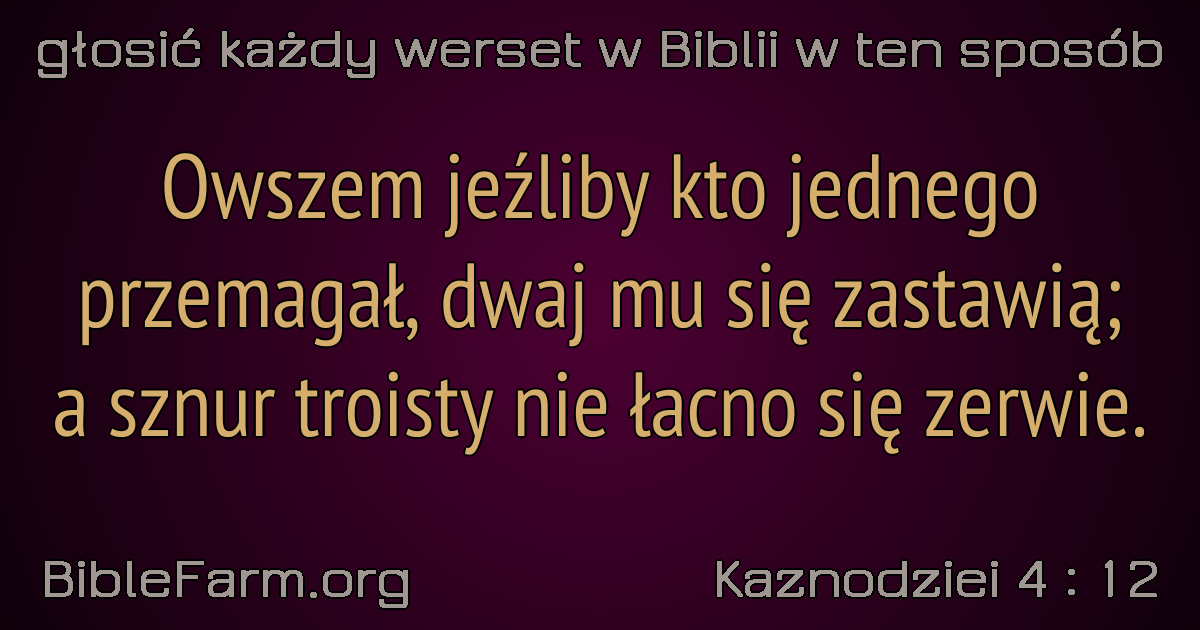 głosić każdy werset w Biblii w ten sposób
Owszem jeźliby kto jednego
przemagał, dwaj mu się zastawią;
a sznur troisty nie łacno się zerwie.
BibleFarm.org
Kaznodziei 4 : 12